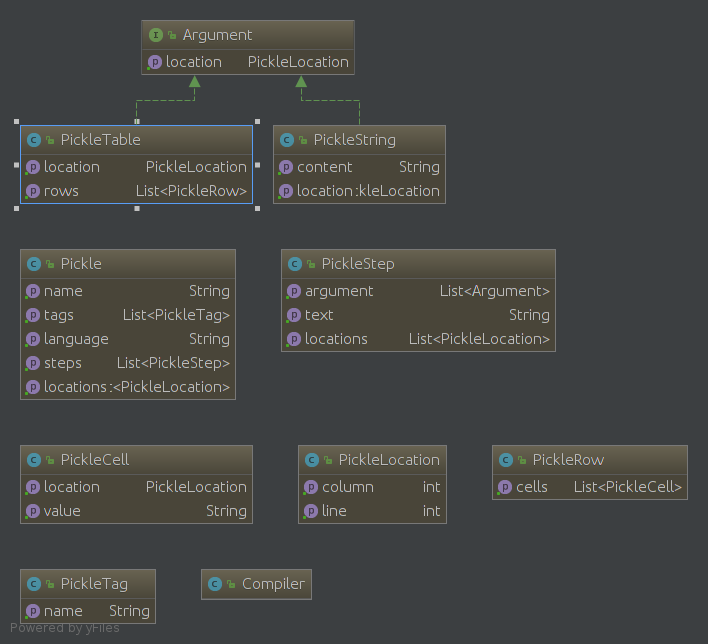 Argument
location PickleLocation
PickleTable
location PickleLocation
rows List<PickleRow>
PickleString
content String
location :kleLocation
Pickle
name String
tags List<PickleTag>
language String
steps List<PickleStep>
locations :<PickleLocation>
PickleStep
argument List<Argument>
text String
locations List<PickleLocation>
PickleCell
location PickleLocation
value String
PickleLocation
column int
line int
PickleRow
cells List<PickleCell>
PickleTag
name String
Compiler
Powered by yFiles